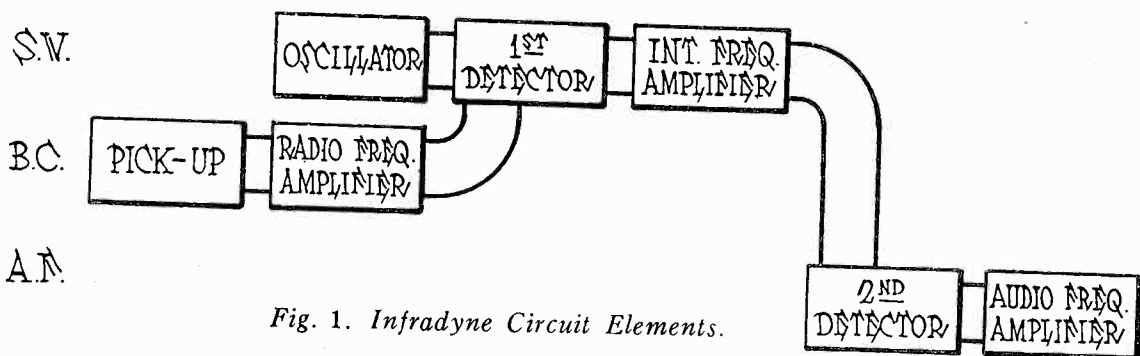 S.W.
OSCILLATOR
1ST
DETECTOR
INT. FREQ.
AMPLIFIER
B.C.
PICK-UP
RADIO FREQ.
AMPLIFIER
A.F.
2ND
DETECTOR
AUDIO FREQ.
AMPLIFIER
Fig. 1. Infradyne Circuit Elements.